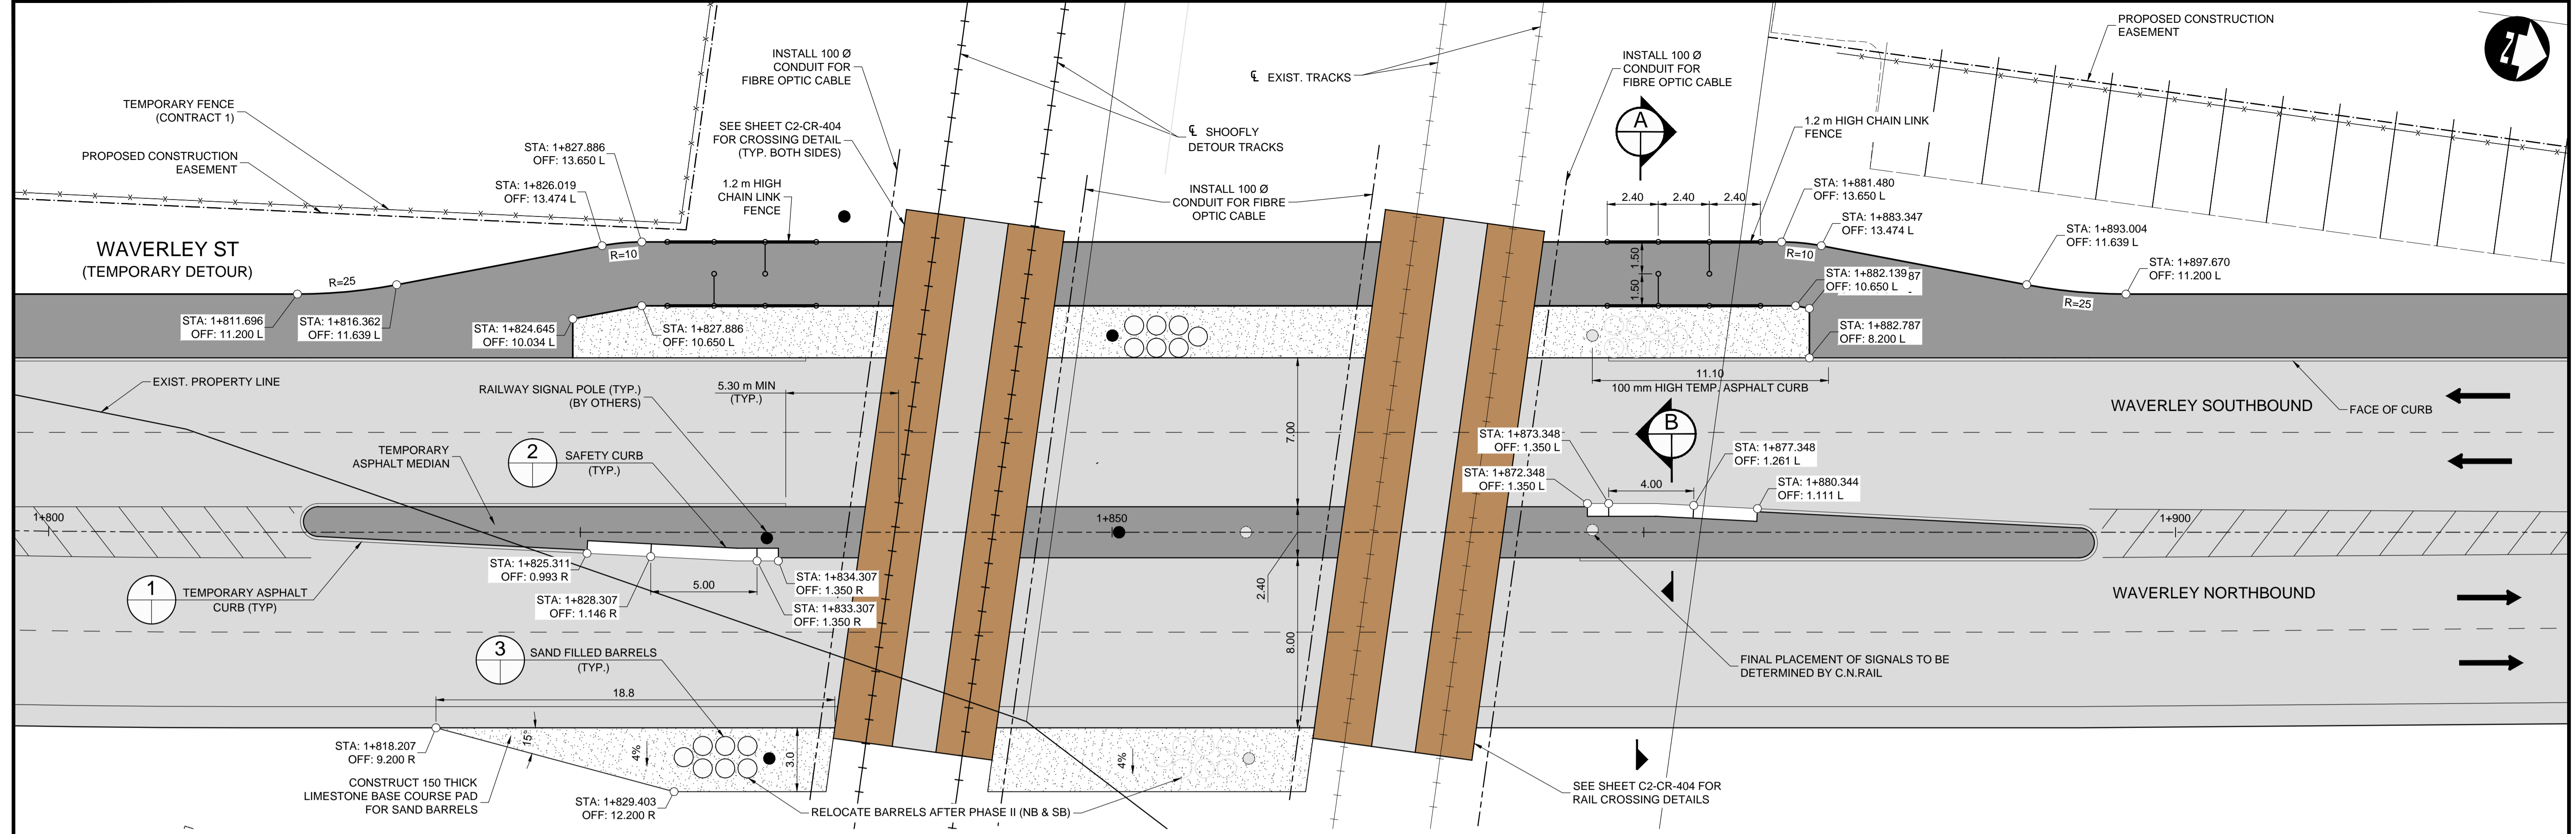 PROPOSED CONSTRUCTION
EASEMENT
Z
INSTALL 100 Ø
CONDUIT FOR
FIBRE OPTIC CABLE
℄ EXIST. TRACKS
INSTALL 100 Ø
CONDUIT FOR
FIBRE OPTIC CABLE
TEMPORARY FENCE
(CONTRACT 1)
SEE SHEET C2-CR-404
FOR CROSSING DETAIL
(TYP. BOTH SIDES)
℄ SHOOFLY
DETOUR TRACKS
A
1.2 m HIGH CHAIN LINK
FENCE
PROPOSED CONSTRUCTION
EASEMENT
STA: 1+827.886
OFF: 13.650 L
STA: 1+826.019
OFF: 13.474 L
1.2 m HIGH
CHAIN LINK
FENCE
INSTALL 100 Ø
CONDUIT FOR FIBRE
OPTIC CABLE
2.40
2.40
2.40
STA: 1+881.480
OFF: 13.650 L
STA: 1+883.347
OFF: 13.474 L
STA: 1+893.004
OFF: 11.639 L
STA: 1+897.670
OFF: 11.200 L
WAVERLEY ST
(TEMPORARY DETOUR)
R=25
R=10
1.50
1.50
R=10
STA: 1+882.139
87
OFF: 10.650 L
R=25
STA: 1+811.696
OFF: 11.200 L
STA: 1+816.362
OFF: 11.639 L
STA: 1+824.645
OFF: 10.034 L
STA: 1+827.886
OFF: 10.650 L
STA: 1+882.787
OFF: 8.200 L
EXIST. PROPERTY LINE
RAILWAY SIGNAL POLE (TYP.)
(BY OTHERS)
5.30 m MIN
(TYP.)
11.10
100 mm HIGH TEMP. ASPHALT CURB
WAVERLEY SOUTHBOUND
FACE OF CURB
TEMPORARY
ASPHALT MEDIAN
2
SAFETY CURB
(TYP.)
7.00
B
STA: 1+873.348
OFF: 1.350 L
STA: 1+872.348
OFF: 1.350 L
STA: 1+877.348
OFF: 1.261 L
4.00
STA: 1+880.344
OFF: 1.111 L
1+800
1+850
1+900
STA: 1+825.311
OFF: 0.993 R
STA: 1+828.307
OFF: 1.146 R
5.00
STA: 1+834.307
OFF: 1.350 R
STA: 1+833.307
OFF: 1.350 R
2.40
1
TEMPORARY ASPHALT
CURB (TYP)
WAVERLEY NORTHBOUND
3
SAND FILLED BARRELS
(TYP.)
8.00
FINAL PLACEMENT OF SIGNALS TO BE
DETERMINED BY C.N.RAIL
18.8
15°
4%
3.0
4%
STA: 1+818.207
OFF: 9.200 R
CONSTRUCT 150 THICK
LIMESTONE BASE COURSE PAD
FOR SAND BARRELS
STA: 1+829.403
OFF: 12.200 R
RELOCATE BARRELS AFTER PHASE II (NB & SB)
SEE SHEET C2-CR-404 FOR
RAIL CROSSING DETAILS